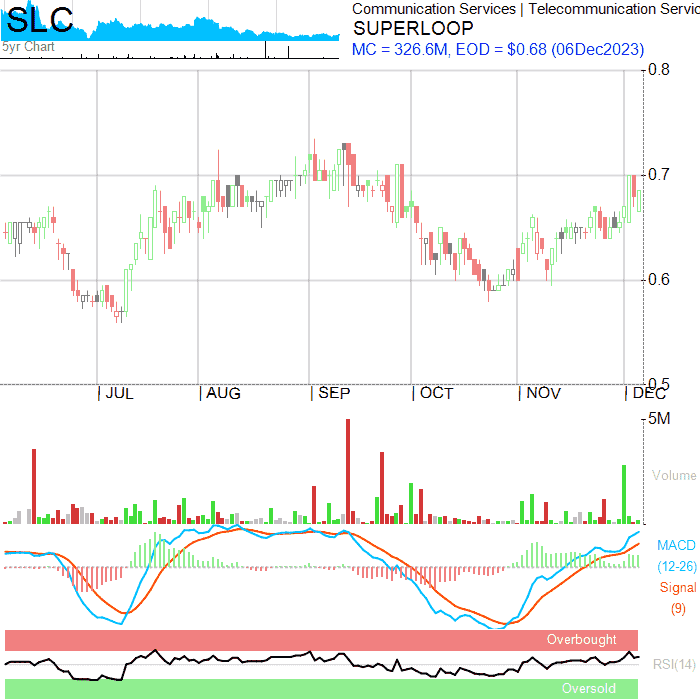 SLC
5yr Chart
Communication Services | Telecommunication Servic
SUPERLOOP
MC = 326.6M, EOD = $0.68 (06Dec2023)
0.8
0.7
0.6
0.5
| JUL | AUG | SEP | OCT | NOV | DEC
5M
Volume
MACD
(12-26)
Signal
(9)
Overbought
RSI(14)
Oversold